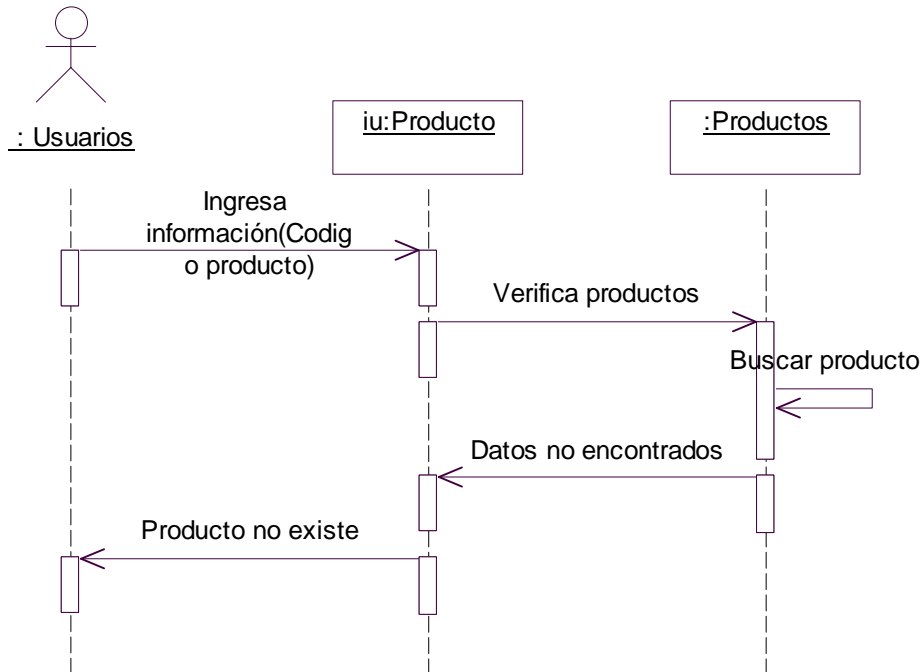 : Usuarios
iu:Producto
:Productos
Ingresa
información(Codig
o producto)
Verifica productos
Buscar producto
Datos no encontrados
Producto no existe